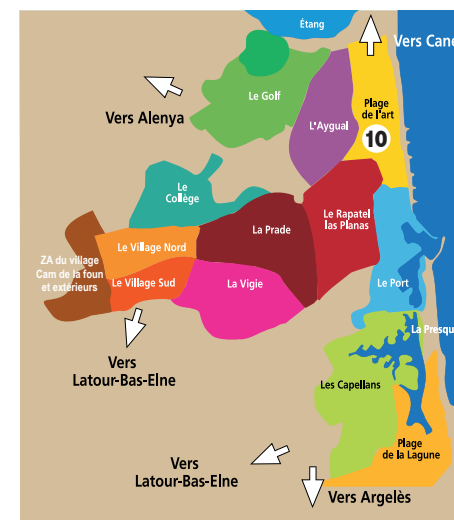 Étang
Vers Cane
Le Golf
Plage
de l'art
10
Vers Alenya
L'Aygual
Le
Collège
Le Rapatel
las Planas
La Prade
Le Village Nord
ZA du village
Cam de la foun
et extérieurs
Le Village Sud
La Vigie
Le Port
La Presqu
Vers
Latour-Bas-Elne
Les Capellans
Plage
de la Lagune
Vers
Latour-Bas-Elne
Vers Argelès